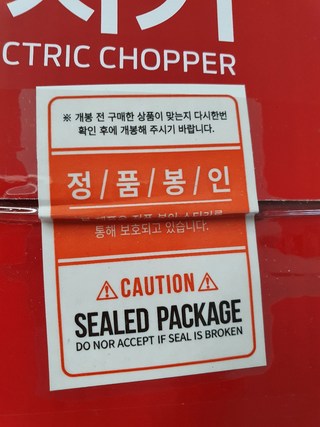 CTRIC CHOPPER
※ 개봉 전 구매한 상품이 맞는지 다시한번
확인 후에 개봉해 주시기 바랍니다.
정/품/봉/인
통해 보호되고 있습니다.
⚠ CAUTION ⚠
SEALED PACKAGE
DO NOR ACCEPT IF SEAL IS BROKEN